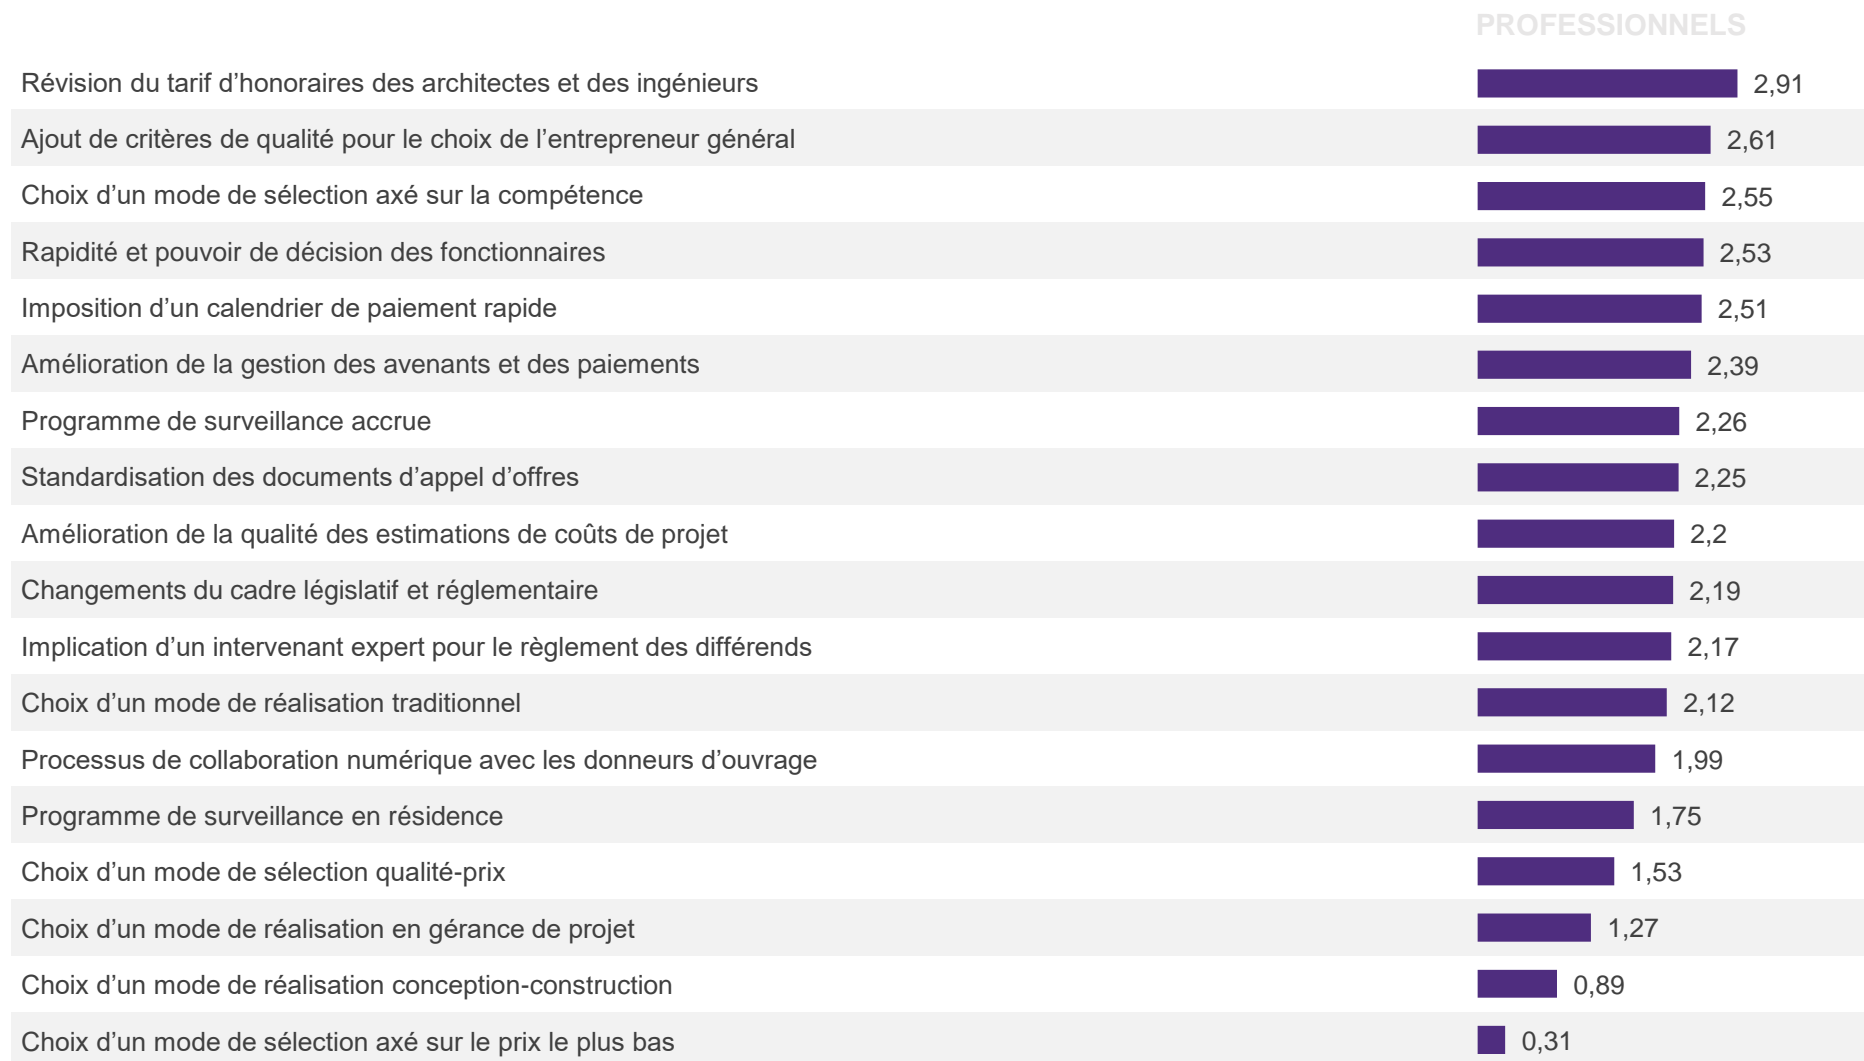 PROFESSIONNELS
Révision du tarif d’honoraires des architectes et des ingénieurs 2,91
Ajout de critères de qualité pour le choix de l’entrepreneur général 2,61
Choix d’un mode de sélection axé sur la compétence 2,55
Rapidité et pouvoir de décision des fonctionnaires 2,53
Imposition d’un calendrier de paiement rapide 2,51
Amélioration de la gestion des avenants et des paiements 2,39
Programme de surveillance accrue 2,26
Standardisation des documents d’appel d’offres 2,25
Amélioration de la qualité des estimations de coûts de projet 2,2
Changements du cadre législatif et réglementaire 2,19
Implication d’un intervenant expert pour le règlement des différends 2,17
Choix d’un mode de réalisation traditionnel 2,12
Processus de collaboration numérique avec les donneurs d’ouvrage 1,99
Programme de surveillance en résidence 1,75
Choix d’un mode de sélection qualité-prix 1,53
Choix d’un mode de réalisation en gérance de projet 1,27
Choix d’un mode de réalisation conception-construction 0,89
Choix d’un mode de sélection axé sur le prix le plus bas 0,31